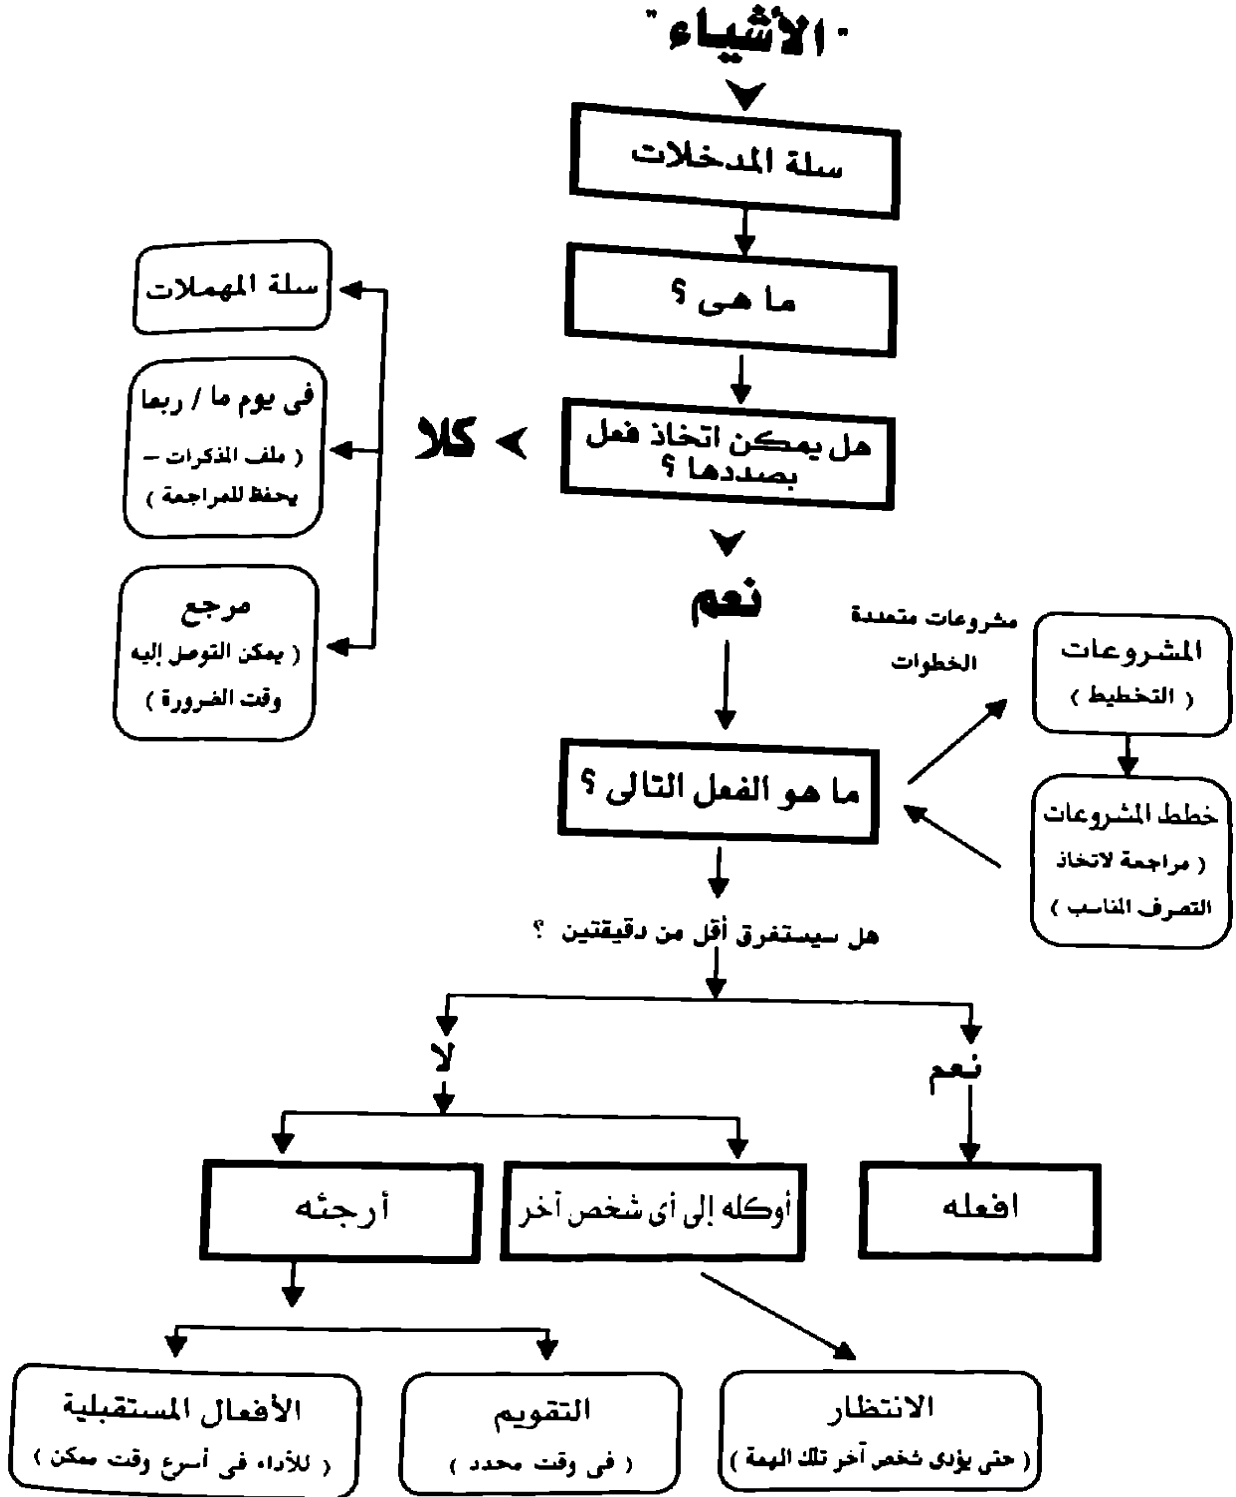 "الأشياء"
سلة المدخلات
ما هى ؟
هل يمكن اتخاذ فعل
بصددها ؟
كلا
سلة المهملات
فى يوم ما / ربما
( ملف المذكرات –
يحفظ للمراجعة )
مرجع
( يمكن التوصل إليه
وقت الضرورة )
نعم
مشروعات متعددة
الخطوات
المشروعات
( التخطيط )
خطط المشروعات
( مراجعة لاتخاذ
التصرف المناسب )
ما هو الفعل التالى ؟
هل سيستغرق أقل من دقيقتين ؟
نعم
لا
افعله
أوكله إلى أى شخص آخر
أرجئه
الانتظار
( حتى يؤدى شخص آخر تلك المهمة )
التقويم
( فى وقت محدد )
الأفعال المستقبلية
( للأداء فى أسرع وقت ممكن )